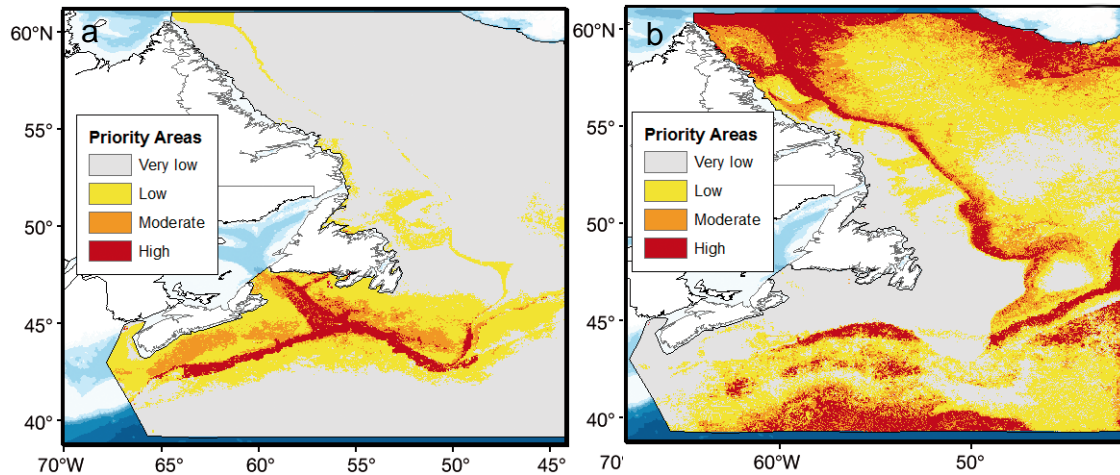 a
60°N
55°
50°
45°
40°
70°W
65°
60°
55°
50°
45°
Priority Areas
Very low
Low
Moderate
High
b
60°N
55°
50°
45°
40°
70°
60°W
50°
Priority Areas
Very low
Low
Moderate
High